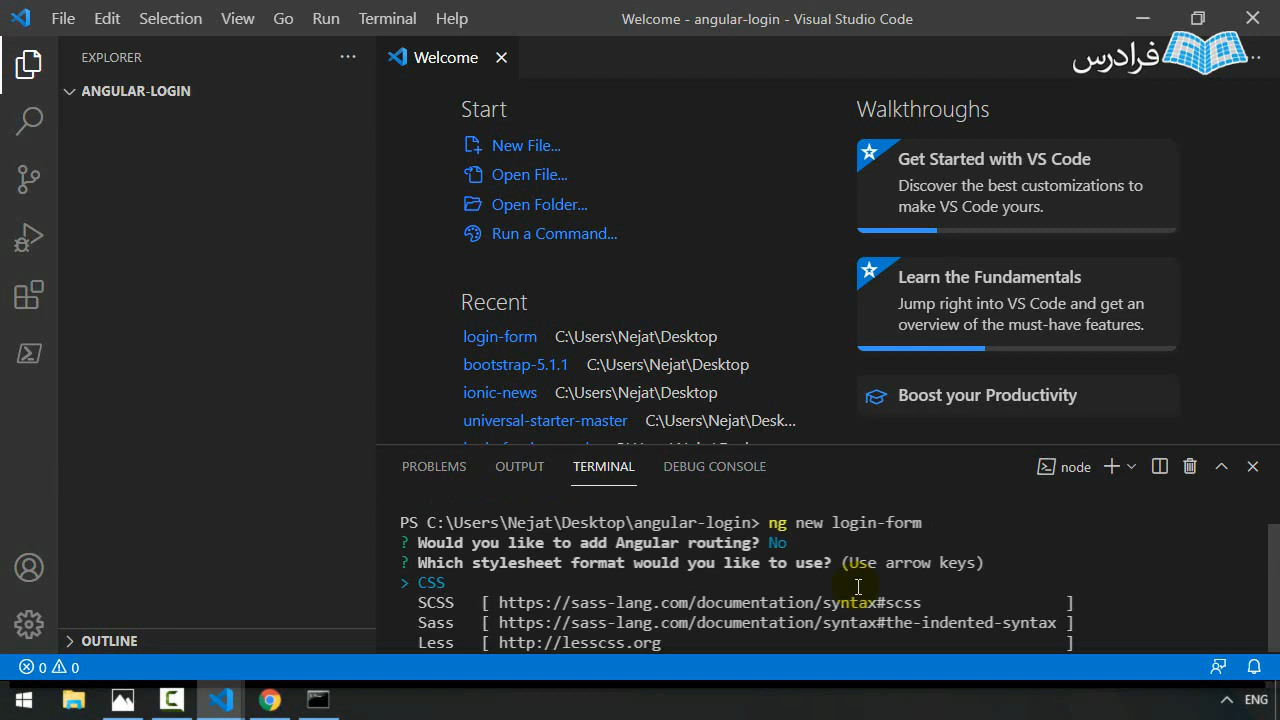 File Edit Selection View Go Run Terminal Help
Welcome - angular-login - Visual Studio Code
EXPLORER
ANGULAR-LOGIN
Welcome
فرادرس
Start
New File...
Open File...
Open Folder...
Run a Command...
Recent
login-form C:\Users\Nejat\Desktop
bootstrap-5.1.1 C:\Users\Nejat\Desktop
ionic-news C:\Users\Nejat\Desktop
universal-starter-master C:\Users\Nejat\Desk...
Walkthroughs
Get Started with VS Code
Discover the best customizations to
make VS Code yours.
Learn the Fundamentals
Jump right into VS Code and get an
overview of the must-have features.
Boost your Productivity
PROBLEMS OUTPUT TERMINAL DEBUG CONSOLE
node
PS C:\Users\Nejat\Desktop\angular-login> ng new login-form
? Would you like to add Angular routing? No
? Which stylesheet format would you like to use? (Use arrow keys)
> CSS
SCSS [ https://sass-lang.com/documentation/syntax#scss ]
Sass [ https://sass-lang.com/documentation/syntax#the-indented-syntax ]
Less [ http://lesscss.org ]
OUTLINE
0 0
ENG